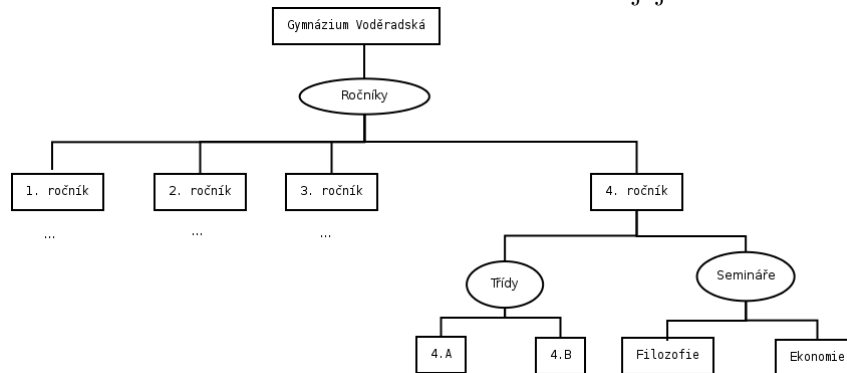 Gymnázium Voděradská
Ročníky
1. ročník
2. ročník
3. ročník
4. ročník
...
...
...
Třídy
Semináře
4.A
4.B
Filozofie
Ekonomie